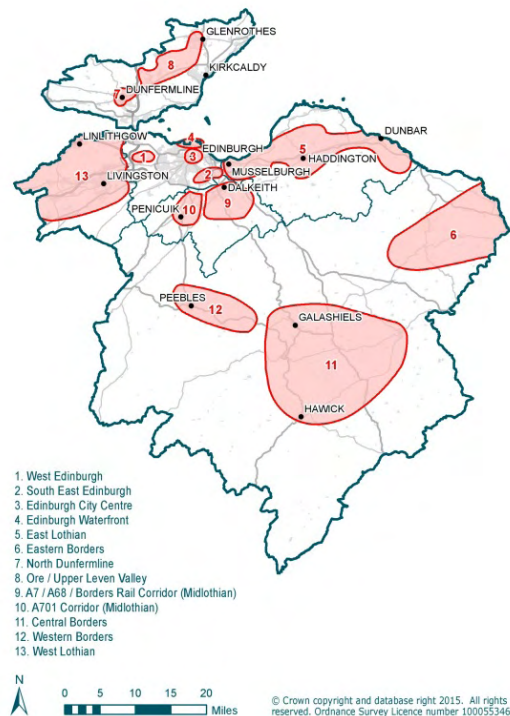 GLENROTHES
8
KIRKCALDY
7
DUNFERMLINE
LINLITHGOW
4
DUNBAR
1
EDINBURGH
3
5
HADDINGTON
2
MUSSELBURGH
13
LIVINGSTON
DALKEITH
9
PENICUIK
10
6
PEEBLES
12
GALASHIELS
11
HAWICK
1. West Edinburgh
2. South East Edinburgh
3. Edinburgh City Centre
4. Edinburgh Waterfront
5. East Lothian
6. Eastern Borders
7. North Dunfermline
8. Ore / Upper Leven Valley
9. A7 / A68 / Borders Rail Corridor (Midlothian)
10. A701 Corridor (Midlothian)
11. Central Borders
12. Western Borders
13. West Lothian
N
0 5 10 15 20
Miles
© Crown copyright and database right 2015. All rights
reserved. Ordnance Survey Licence number 100055346